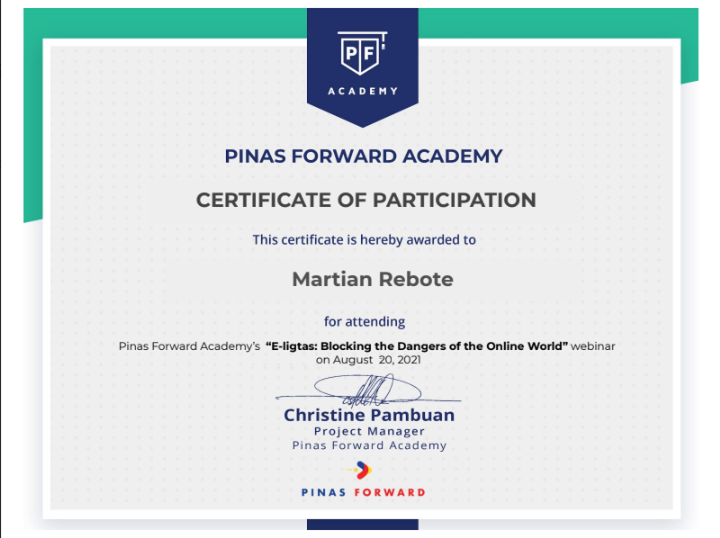 PF
ACADEMY
PINAS FORWARD ACADEMY
CERTIFICATE OF PARTICIPATION
This certificate is hereby awarded to
Martian Rebote
for attending
Pinas Forward Academy's “E-ligtas: Blocking the Dangers of the Online World” webinar
on August 20, 2021
Christine Pambuan
Project Manager
Pinas Forward Academy
PINAS FORWARD